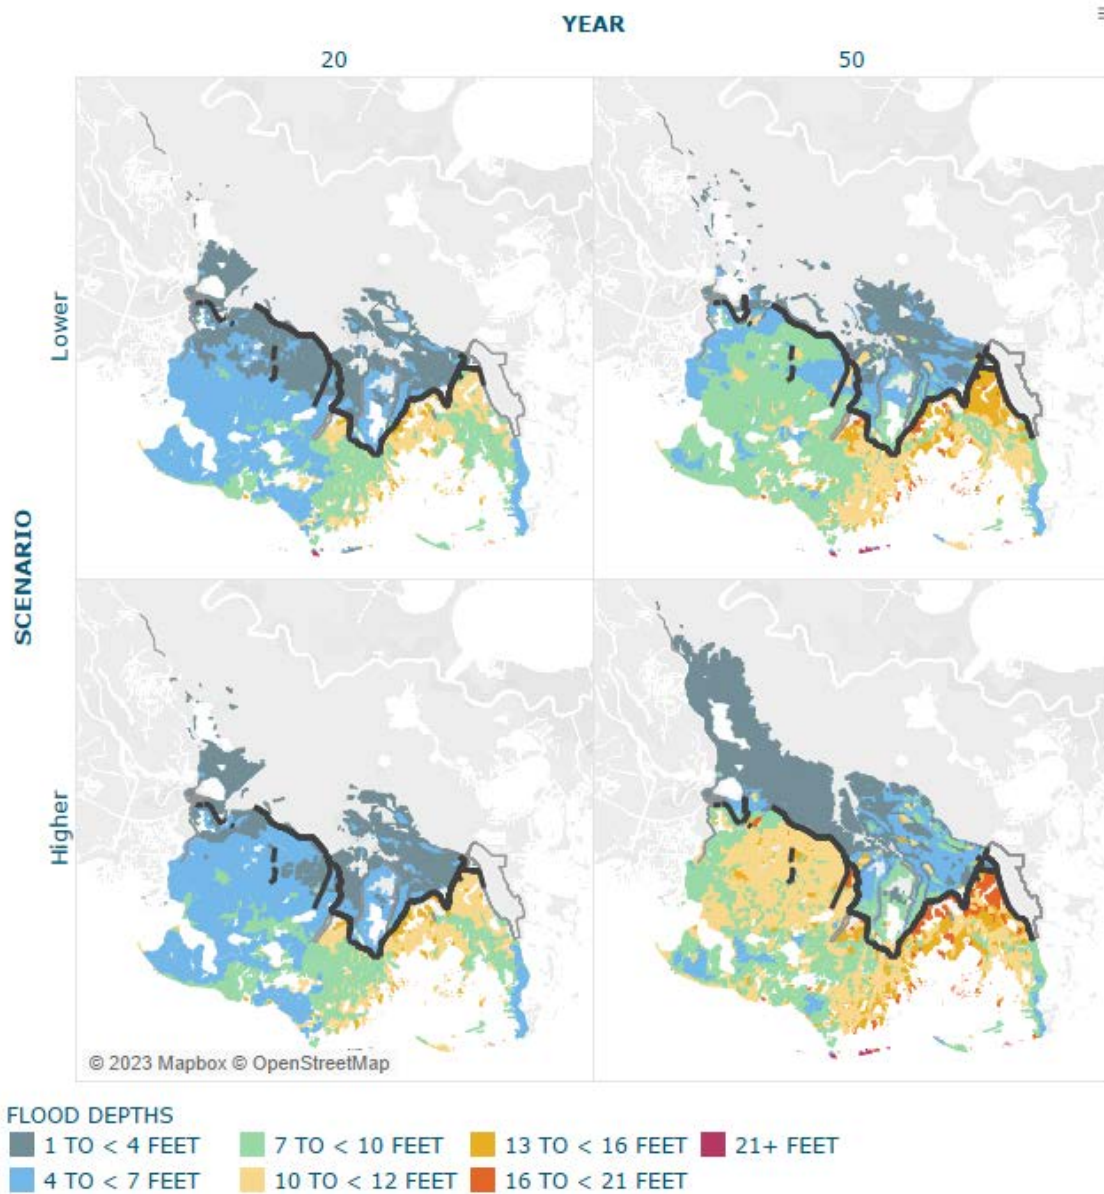 YEAR
20
50
SCENARIO
Lower
Higher
© 2023 Mapbox © OpenStreetMap
FLOOD DEPTHS
1 TO < 4 FEET
7 TO < 10 FEET
13 TO < 16 FEET
21+ FEET
4 TO < 7 FEET
10 TO < 12 FEET
16 TO < 21 FEET